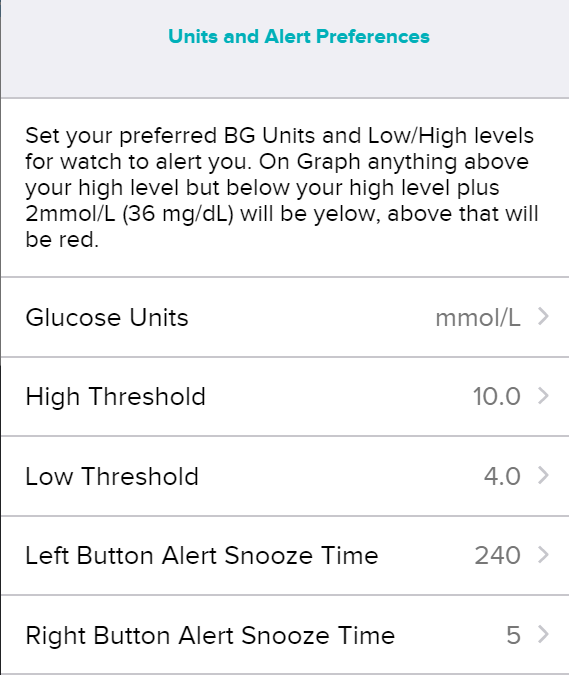 Units and Alert Preferences
Set your preferred BG Units and Low/High levels
for watch to alert you. On Graph anything above
your high level but below your high level plus
2mmol/L (36 mg/dL) will be yelow, above that will
be red.
Glucose Units mmol/L
High Threshold 10.0
Low Threshold 4.0
Left Button Alert Snooze Time 240
Right Button Alert Snooze Time 5